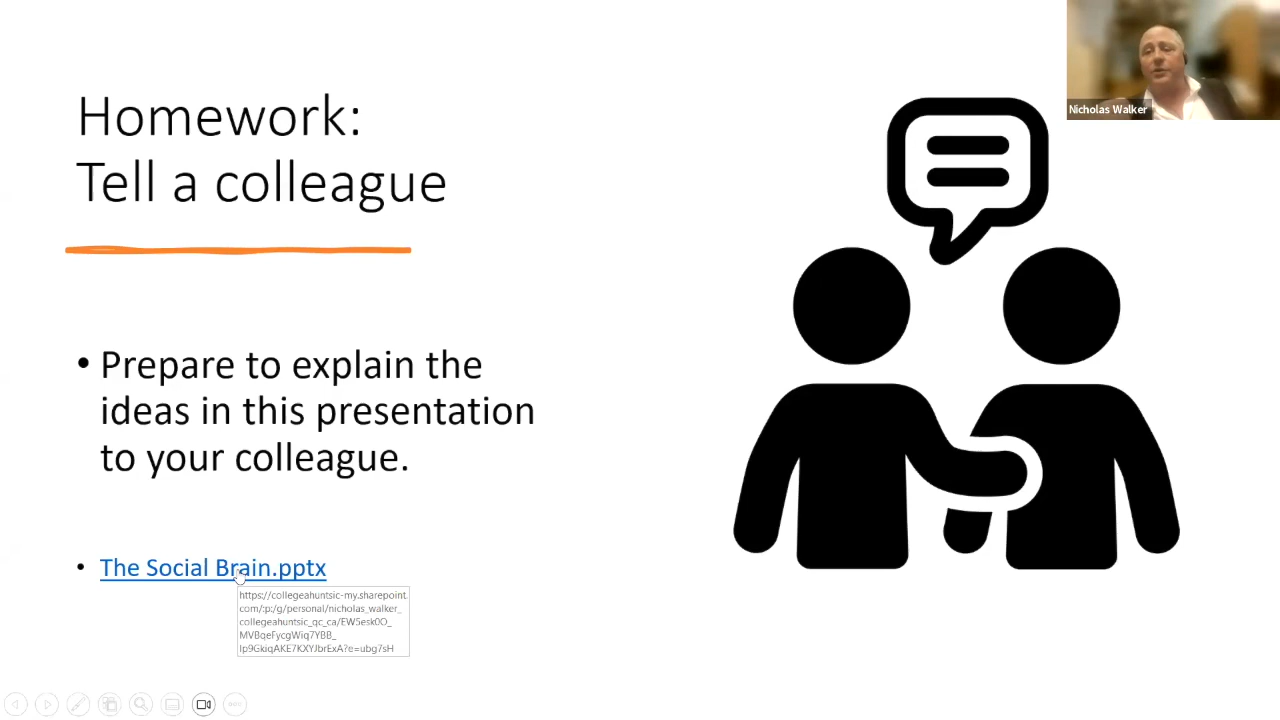 Homework:
Tell a colleague
• Prepare to explain the
ideas in this presentation
to your colleague.
• The Social Brain.pptx
https://collegeahuntsic-my.sharepoint.
com/:p:/g/personal/nicholas_walker_
collegeahuntsic_qc_ca/EW5esk0O_
MVBqeFycgWiq7YBB_
Ip9GkiqAKE7KXYJbrExA?e=ubg7sH
Nicholas Walker